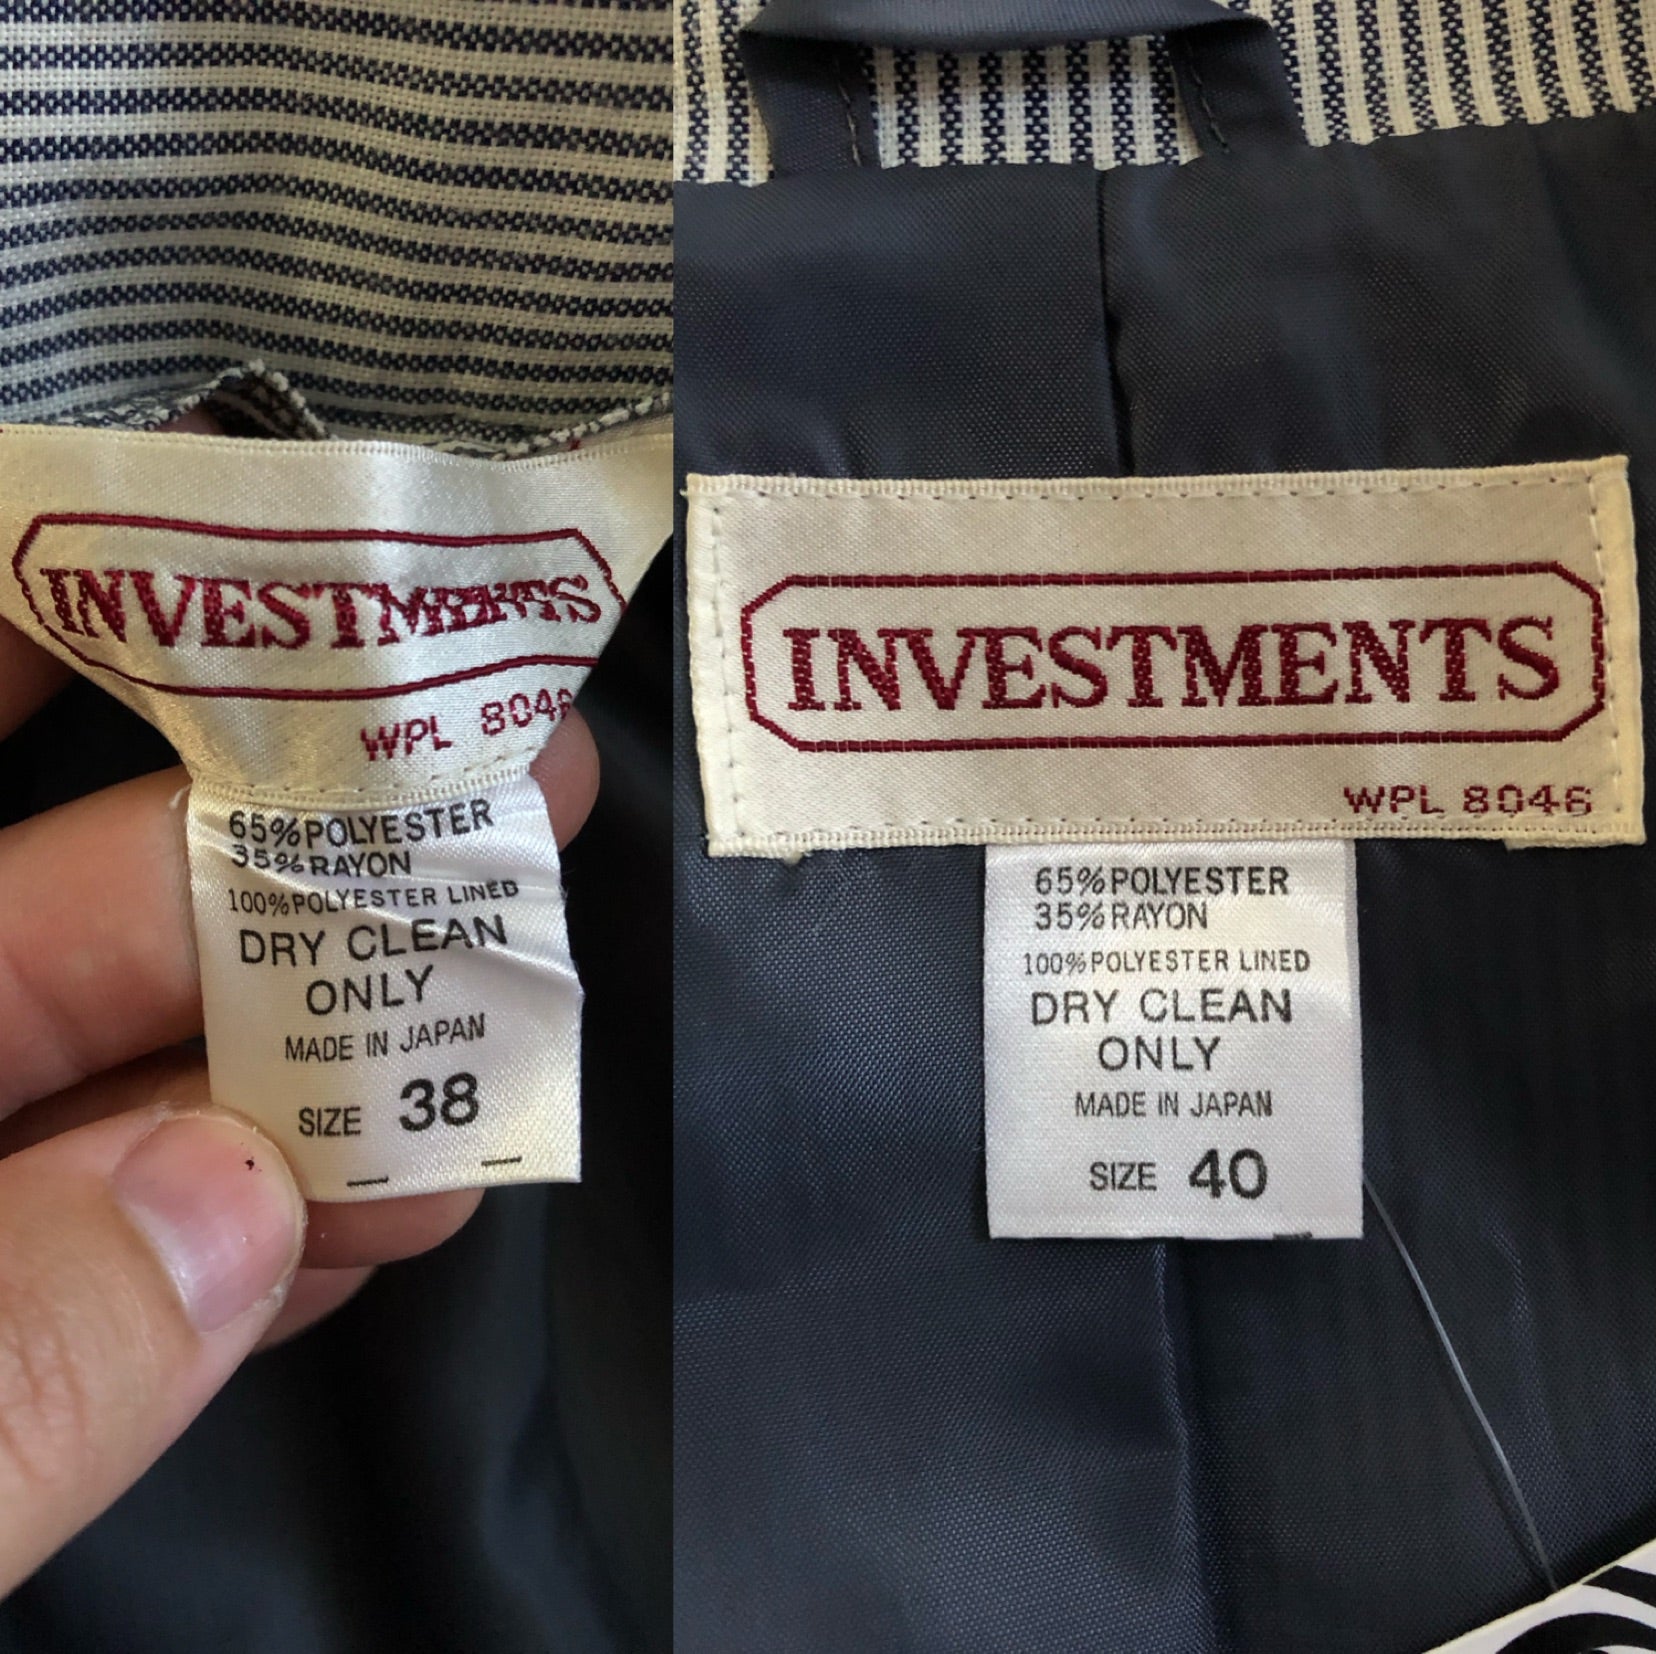 INVESTMENTS
WPL 8046
65%POLYESTER
35%RAYON
100%POLYESTER LINED
DRY CLEAN
ONLY
MADE IN JAPAN
SIZE 38
INVESTMENTS
WPL 8046
65%POLYESTER
35%RAYON
100%POLYESTER LINED
DRY CLEAN
ONLY
MADE IN JAPAN
SIZE 40